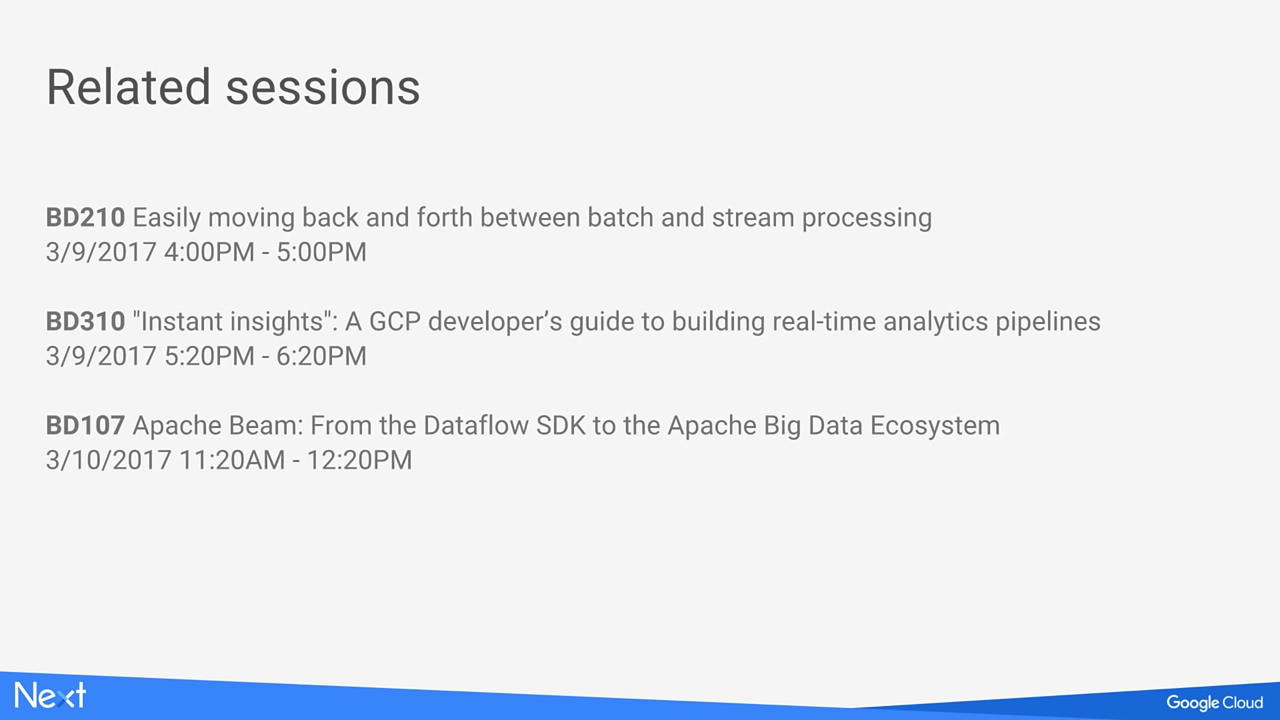 Related sessions
BD210 Easily moving back and forth between batch and stream processing
3/9/2017 4:00PM - 5:00PM
BD310 "Instant insights": A GCP developer’s guide to building real-time analytics pipelines
3/9/2017 5:20PM - 6:20PM
BD107 Apache Beam: From the Dataflow SDK to the Apache Big Data Ecosystem
3/10/2017 11:20AM - 12:20PM
Next
Google Cloud